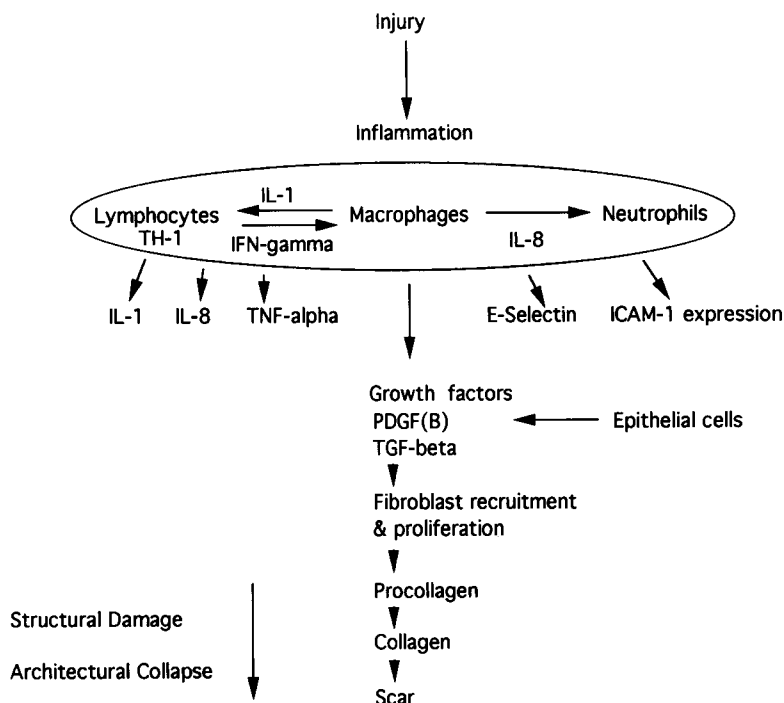 Injury
Inflammation
IL-1
Lymphocytes Macrophages Neutrophils
TH-1
IFN-gamma IL-8
IL-1 IL-8 TNF-alpha E-Selectin ICAM-1 expression
Growth factors
PDGF(B) Epithelial cells
TGF-beta
Fibroblast recruitment
& proliferation
Procollagen
Structural Damage
Collagen
Architectural Collapse
Scar